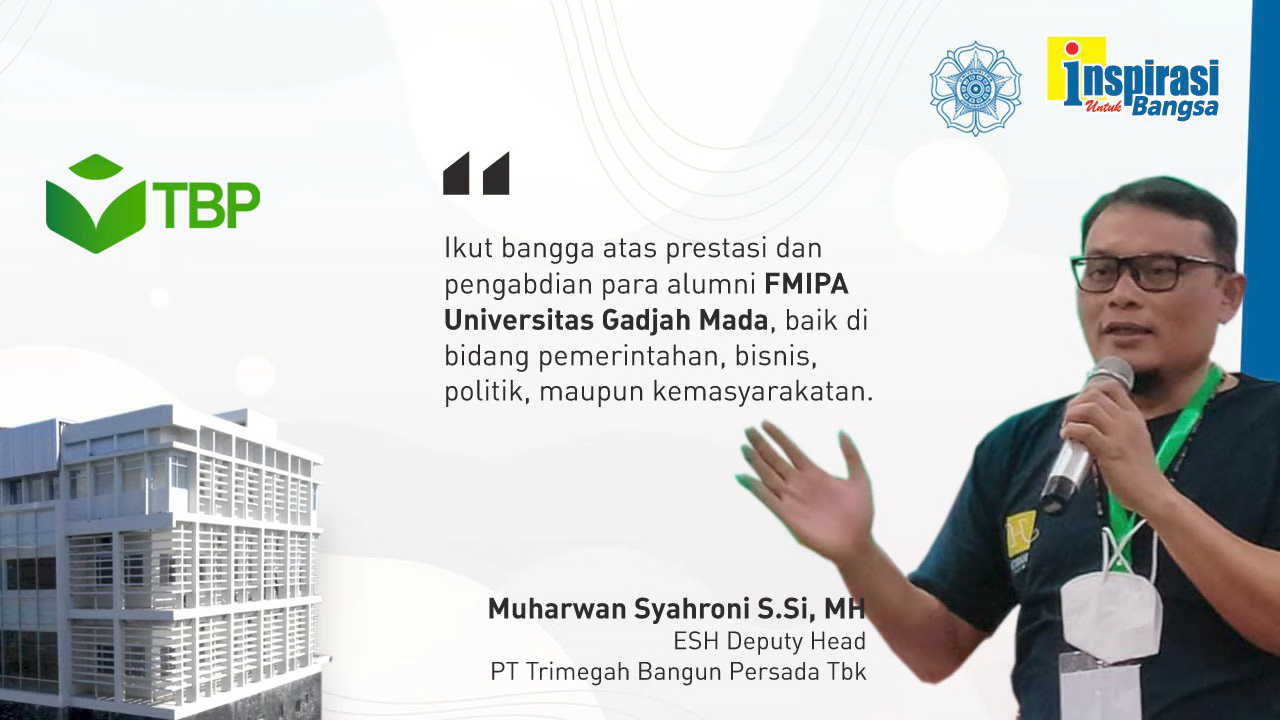 inspirasi
Untuk Bangsa
TBP
Ikut bangga atas prestasi dan
pengabdian para alumni FMIPA
Universitas Gadjah Mada, baik di
bidang pemerintahan, bisnis,
politik, maupun kemasyarakatan.
Muharwan Syahroni S.Si, MH
ESH Deputy Head
PT Trimegah Bangun Persada Tbk